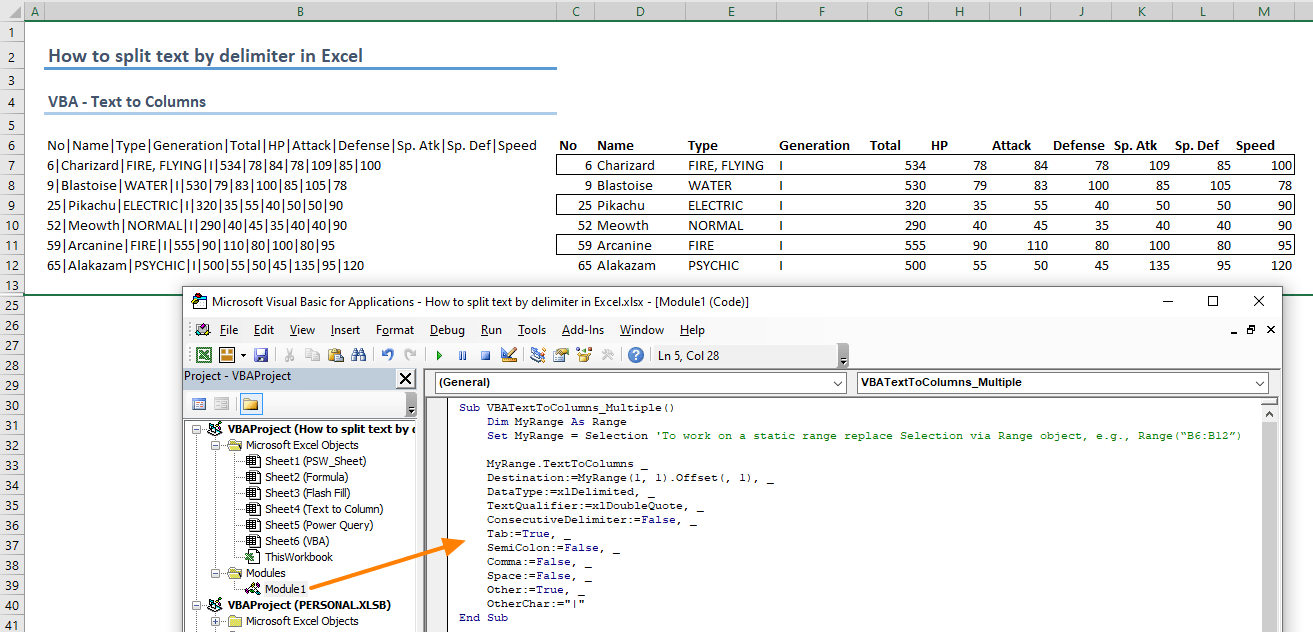 A B C D E F G H I J K L M
1
2 How to split text by delimiter in Excel
3
4 VBA - Text to Columns
5
6 No|Name|Type|Generation|Total|HP|Attack|Defense|Sp. Atk|Sp. Def|Speed No Name Type Generation Total HP Attack Defense Sp. Atk Sp. Def Speed
7 6|Charizard|FIRE, FLYING|I|534|78|84|78|109|85|100 6 Charizard FIRE, FLYING I 534 78 84 78 109 85 100
8 9|Blastoise|WATER|I|530|79|83|100|85|105|78 9 Blastoise WATER I 530 79 83 100 85 105 78
9 25|Pikachu|ELECTRIC|I|320|35|55|40|50|50|90 25 Pikachu ELECTRIC I 320 35 55 40 50 50 90
10 52|Meowth|NORMAL|I|290|40|45|35|40|40|90 52 Meowth NORMAL I 290 40 45 35 40 40 90
11 59|Arcanine|FIRE|I|555|90|110|80|100|80|95 59 Arcanine FIRE I 555 90 110 80 100 80 95
12 65|Alakazam|PSYCHIC|I|500|55|50|45|135|95|120 65 Alakazam PSYCHIC I 500 55 50 45 135 95 120
13
25 Microsoft Visual Basic for Applications - How to split text by delimiter in Excel.xlsx - [Module1 (Code)]
26 File Edit View Insert Format Debug Run Tools Add-Ins Window Help
27
28 Ln 5, Col 28
29 Project - VBAProject (General) VBATextToColumns_Multiple
30
31
32
33
34
35
36
37
38
39
40
41
VBAProject (How to split text by d
Microsoft Excel Objects
Sheet1 (PSW_Sheet)
Sheet2 (Formula)
Sheet3 (Flash Fill)
Sheet4 (Text to Column)
Sheet5 (Power Query)
Sheet6 (VBA)
ThisWorkbook
Modules
Module1
VBAProject (PERSONAL.XLSB)
Microsoft Excel Objects
Sub VBATextToColumns_Multiple()
Dim MyRange As Range
Set MyRange = Selection 'To work on a static range replace Selection via Range object, e.g., Range(“B6:B12”)
MyRange.TextToColumns _
Destination:=MyRange(1, 1).Offset(, 1), _
DataType:=xlDelimited, _
TextQualifier:=xlDoubleQuote, _
ConsecutiveDelimiter:=False, _
Tab:=True, _
SemiColon:=False, _
Comma:=False, _
Space:=False, _
Other:=True, _
OtherChar:="|"
End Sub